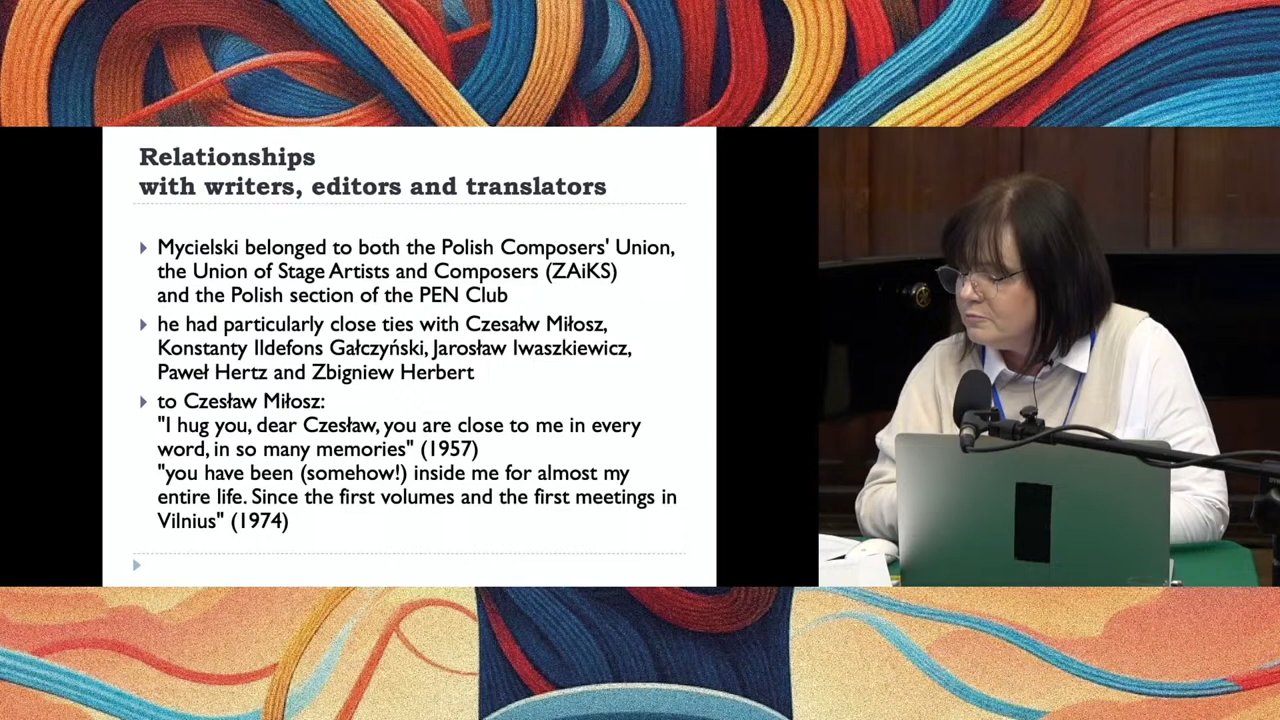 Relationships
with writers, editors and translators
Mycielski belonged to both the Polish Composers' Union,
the Union of Stage Artists and Composers (ZAiKS)
and the Polish section of the PEN Club
he had particularly close ties with Czesałw Miłosz,
Konstanty Ildefons Gałczyński, Jarosław Iwaszkiewicz,
Paweł Hertz and Zbigniew Herbert
to Czesław Miłosz:
"I hug you, dear Czesław, you are close to me in every
word, in so many memories" (1957)
"you have been (somehow!) inside me for almost my
entire life. Since the first volumes and the first meetings in
Vilnius" (1974)